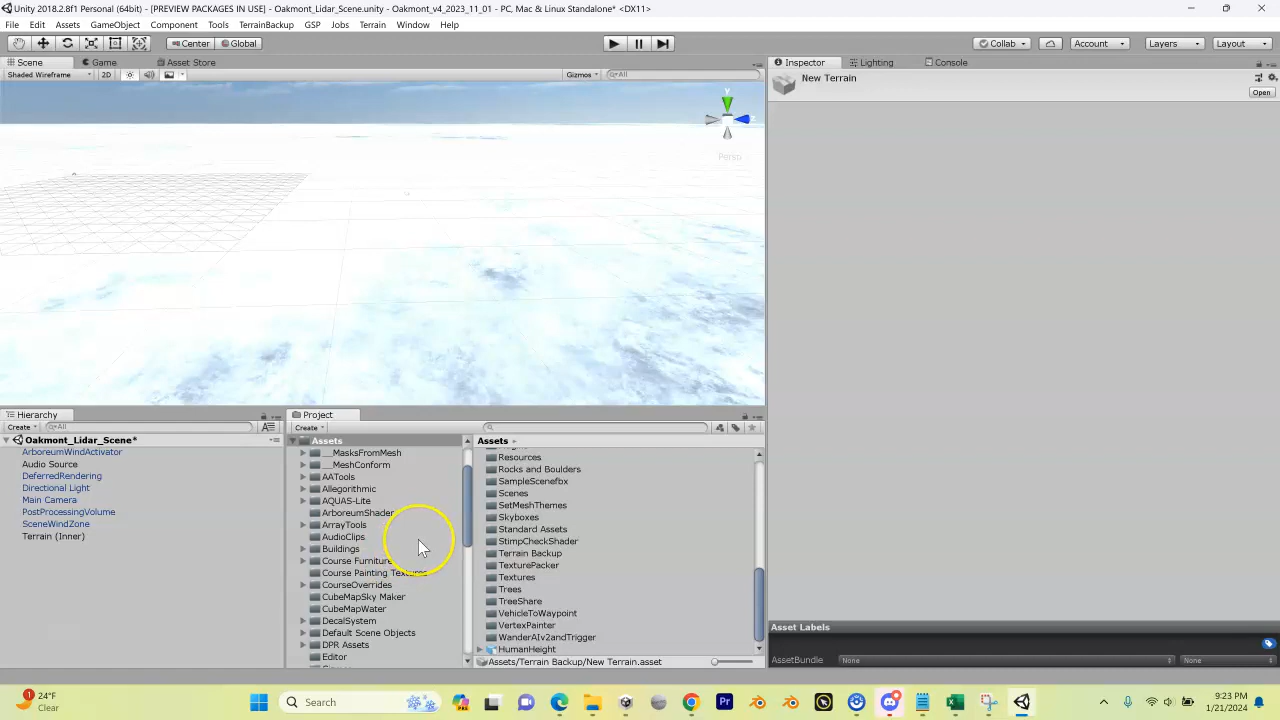 Unity 2018.2.8f1 Personal (64bit) - [PREVIEW PACKAGES IN USE] - Oakmont_Lidar_Scene.unity - Oakmont_v4_2023_11_01 - PC, Mac & Linux Standalone* <DX11>
File Edit Assets GameObject Component Tools TerrainBackup GSP Jobs Terrain Window Help
Center Global Collab Account Layers Layout
Scene Game Asset Store Inspector Lighting Console
Shaded Wireframe 2D Gizmos All
New Terrain
Open
y
Persp
Hierarchy Project
Create All Create
Oakmont_Lidar_Scene*
ArboreumWindActivator
Audio Source
DeferredRendering
Directional Light
Main Camera
PostProcessingVolume
SceneWindZone
Terrain (Inner)
Assets
__MasksFromMesh
__MeshConform
AATools
Allegorithmic
AQUAS-Lite
ArboreumShader
ArrayTools
AudioClips
Buildings
Course Furniture
Course Painting Textures
CourseOverrides
CubeMapSky Maker
CubeMapWater
DecalSystem
Default Scene Objects
DPR Assets
Editor
Assets
Resources
Rocks and Boulders
SampleScenefbx
Scenes
SetMeshThemes
Skyboxes
Standard Assets
StimpCheckShader
Terrain Backup
TexturePacker
Textures
Trees
TreeShare
VehicleToWaypoint
VertexPainter
WanderAIv2andTrigger
HumanHeight
Assets/Terrain Backup/New Terrain.asset
Asset Labels
AssetBundle None None
24°F
Clear
Search
9:23 PM
1/21/2024